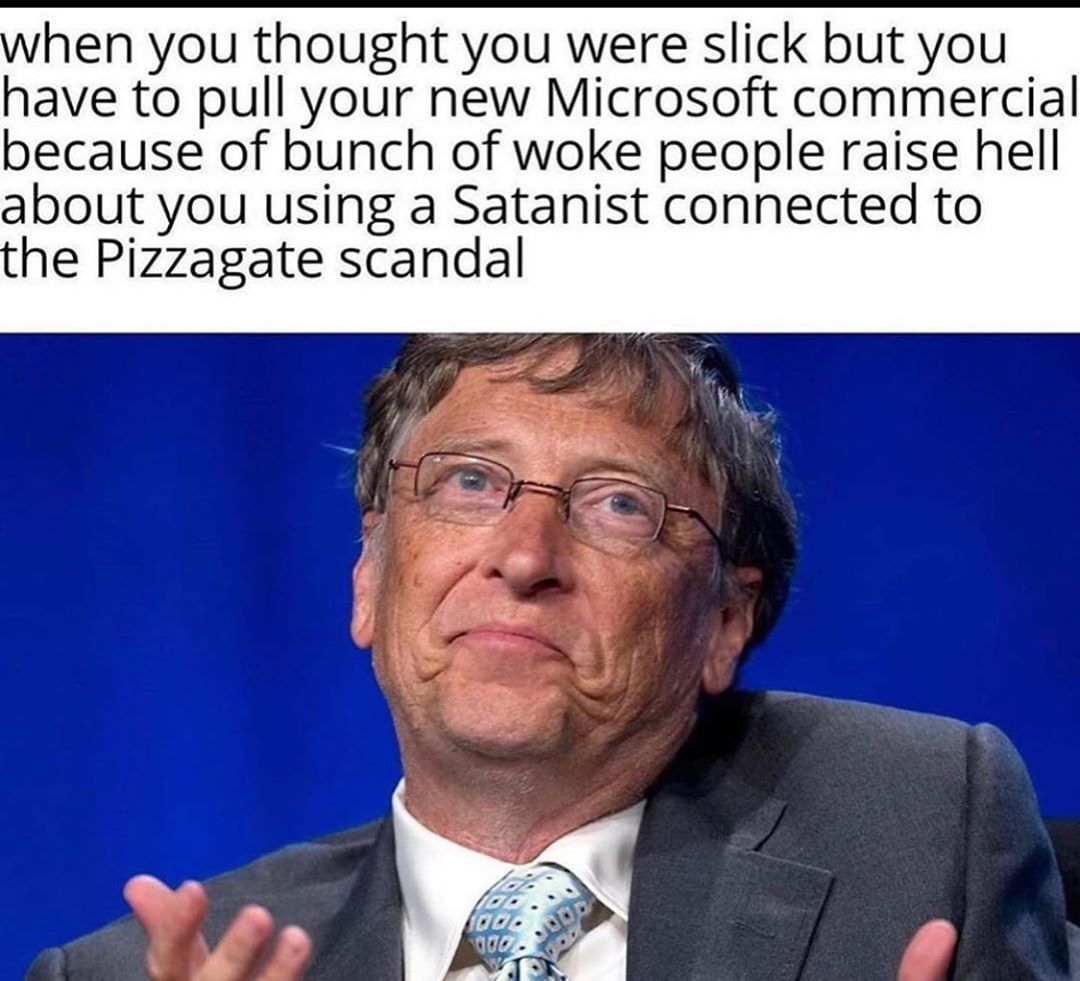 when you thought you were slick but you
have to pull your new Microsoft commercial
because of bunch of woke people raise hell
about you using a Satanist connected to
the Pizzagate scandal